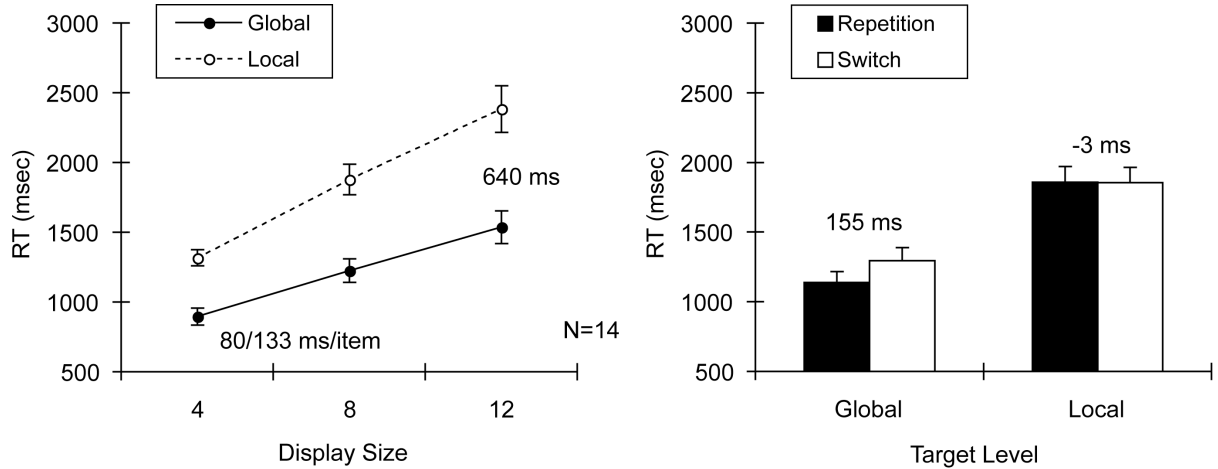 3000
2500
2000
1500
1000
500
RT (msec)
Global
Local
640 ms
80/133 ms/item
N=14
4 8 12
Display Size
3000
2500
2000
1500
1000
500
RT (msec)
Repetition
Switch
155 ms
-3 ms
Global Local
Target Level